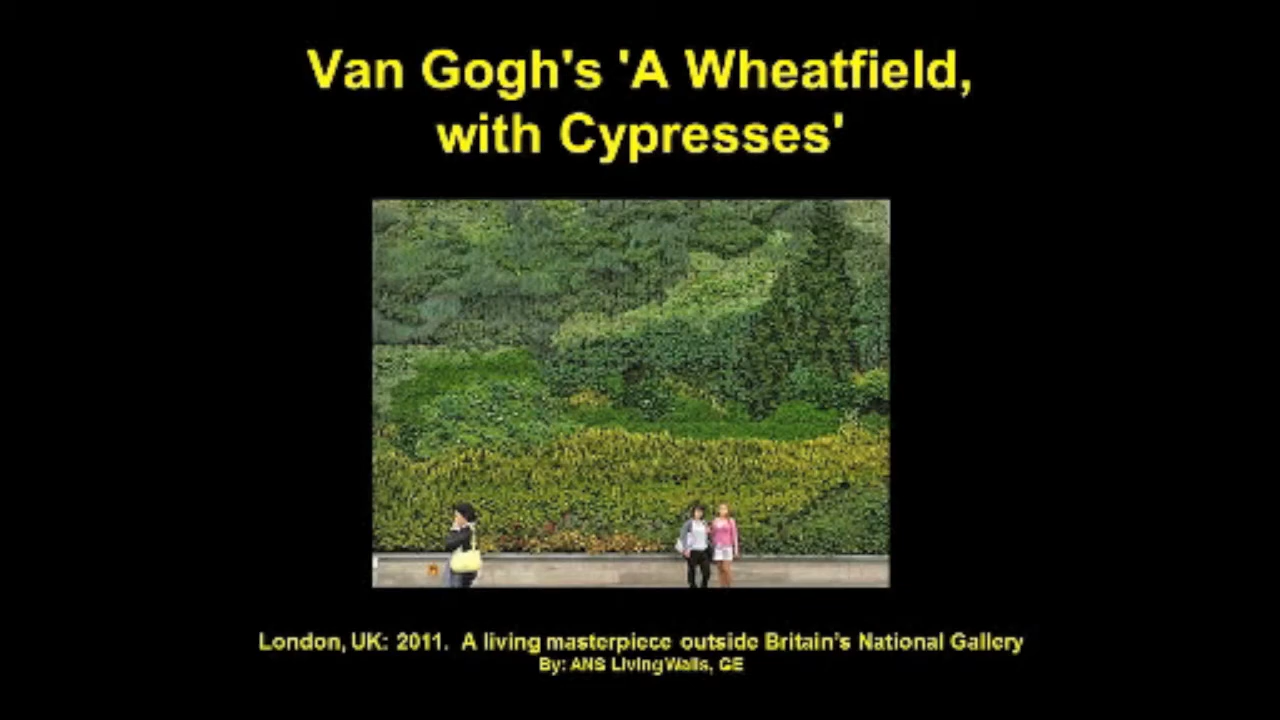 Van Gogh's 'A Wheatfield,
with Cypresses'
London, UK: 2011. A living masterpiece outside Britain's National Gallery
By: ANS LivingWalls, GE